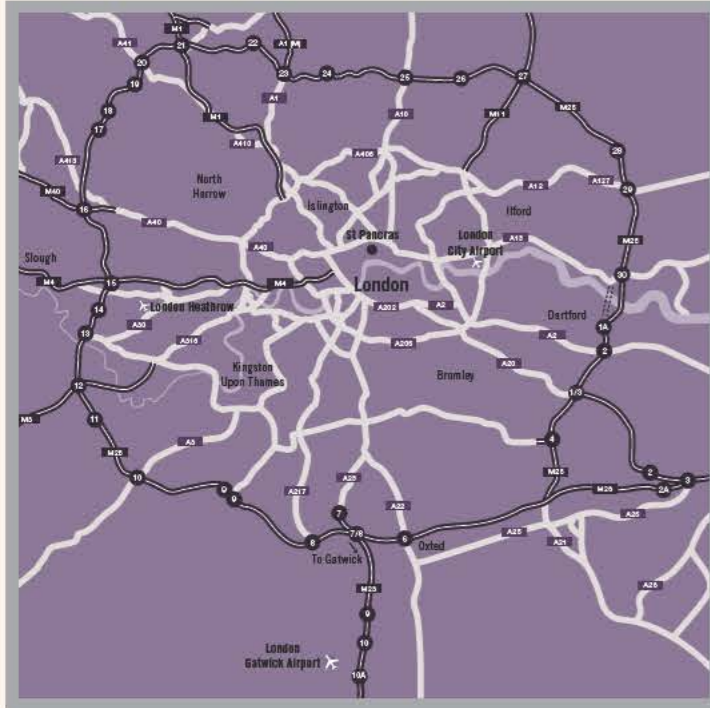 M1
A41
21
22
A1 (M)
20
23
24
25
26
27
19
A1
A10
M1
M11
M25
18
17
A410
A406
28
A413
North
Harrow
A127
29
M40
A12
16
Islington
Ilford
A40
St Pancras
London
City Airport
A13
M25
A40
Slough
30
M4
15
M4
London
London Heathrow
A202
A2
Dartford
14
A30
1A
13
A316
A205
A2
2
Kingston
Upon Thames
A20
Bromley
12
1/3
M3
11
A3
4
M25
10
9
9
A217
A23
M25
2
3
M26
2A
7
A22
A25
8
7/8
6
Oxted
A25
A21
To Gatwick
M23
A26
9
London
Gatwick Airport
10
10A